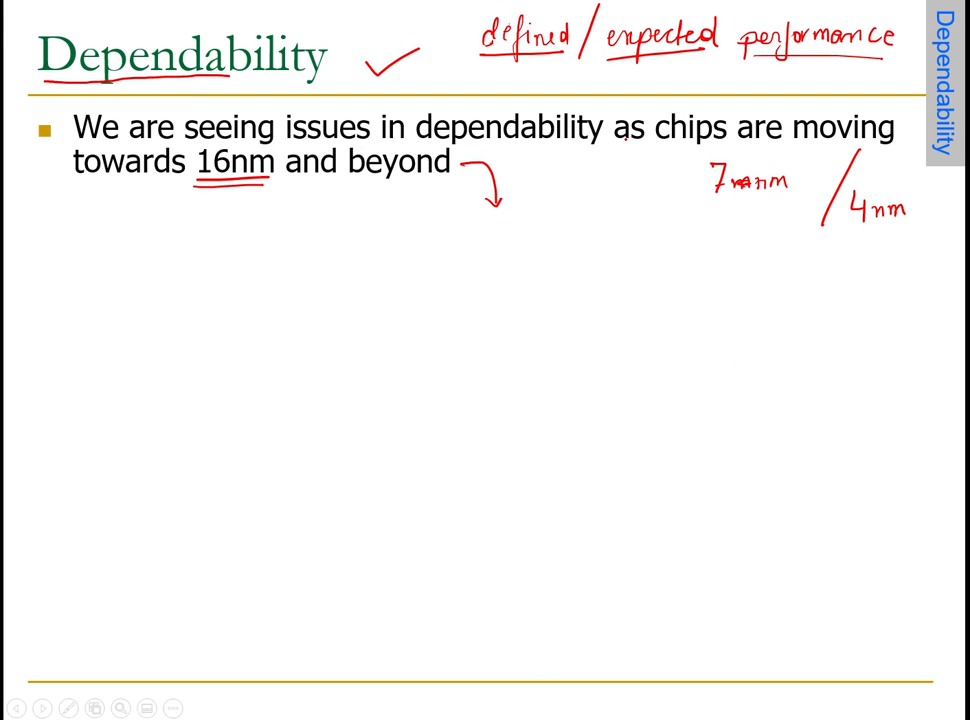 defined / expected performance
Dependability
Dependability
■ We are seeing issues in dependability as chips are moving
towards 16nm and beyond
7nm / 4nm